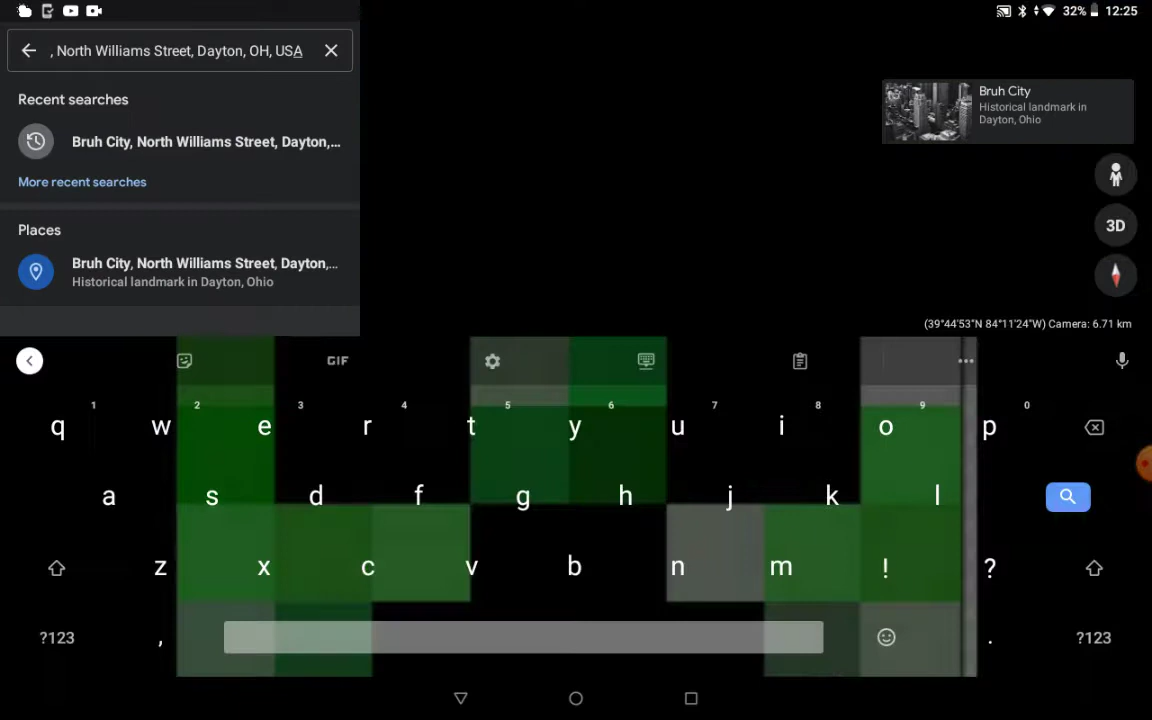 32% 12:25
, North Williams Street, Dayton, OH, USA
Recent searches
Bruh City, North Williams Street, Dayton,...
More recent searches
Places
Bruh City, North Williams Street, Dayton,...
Historical landmark in Dayton, Ohio
Bruh City
Historical landmark in
Dayton, Ohio
3D
(39°44'53"N 84°11'24"W) Camera: 6.71 km
GIF
1 2 3 4 5 6 7 8 9 0
q w e r t y u i o p
a s d f g h j k l
z x c v b n m ! ?
?123 , . ?123